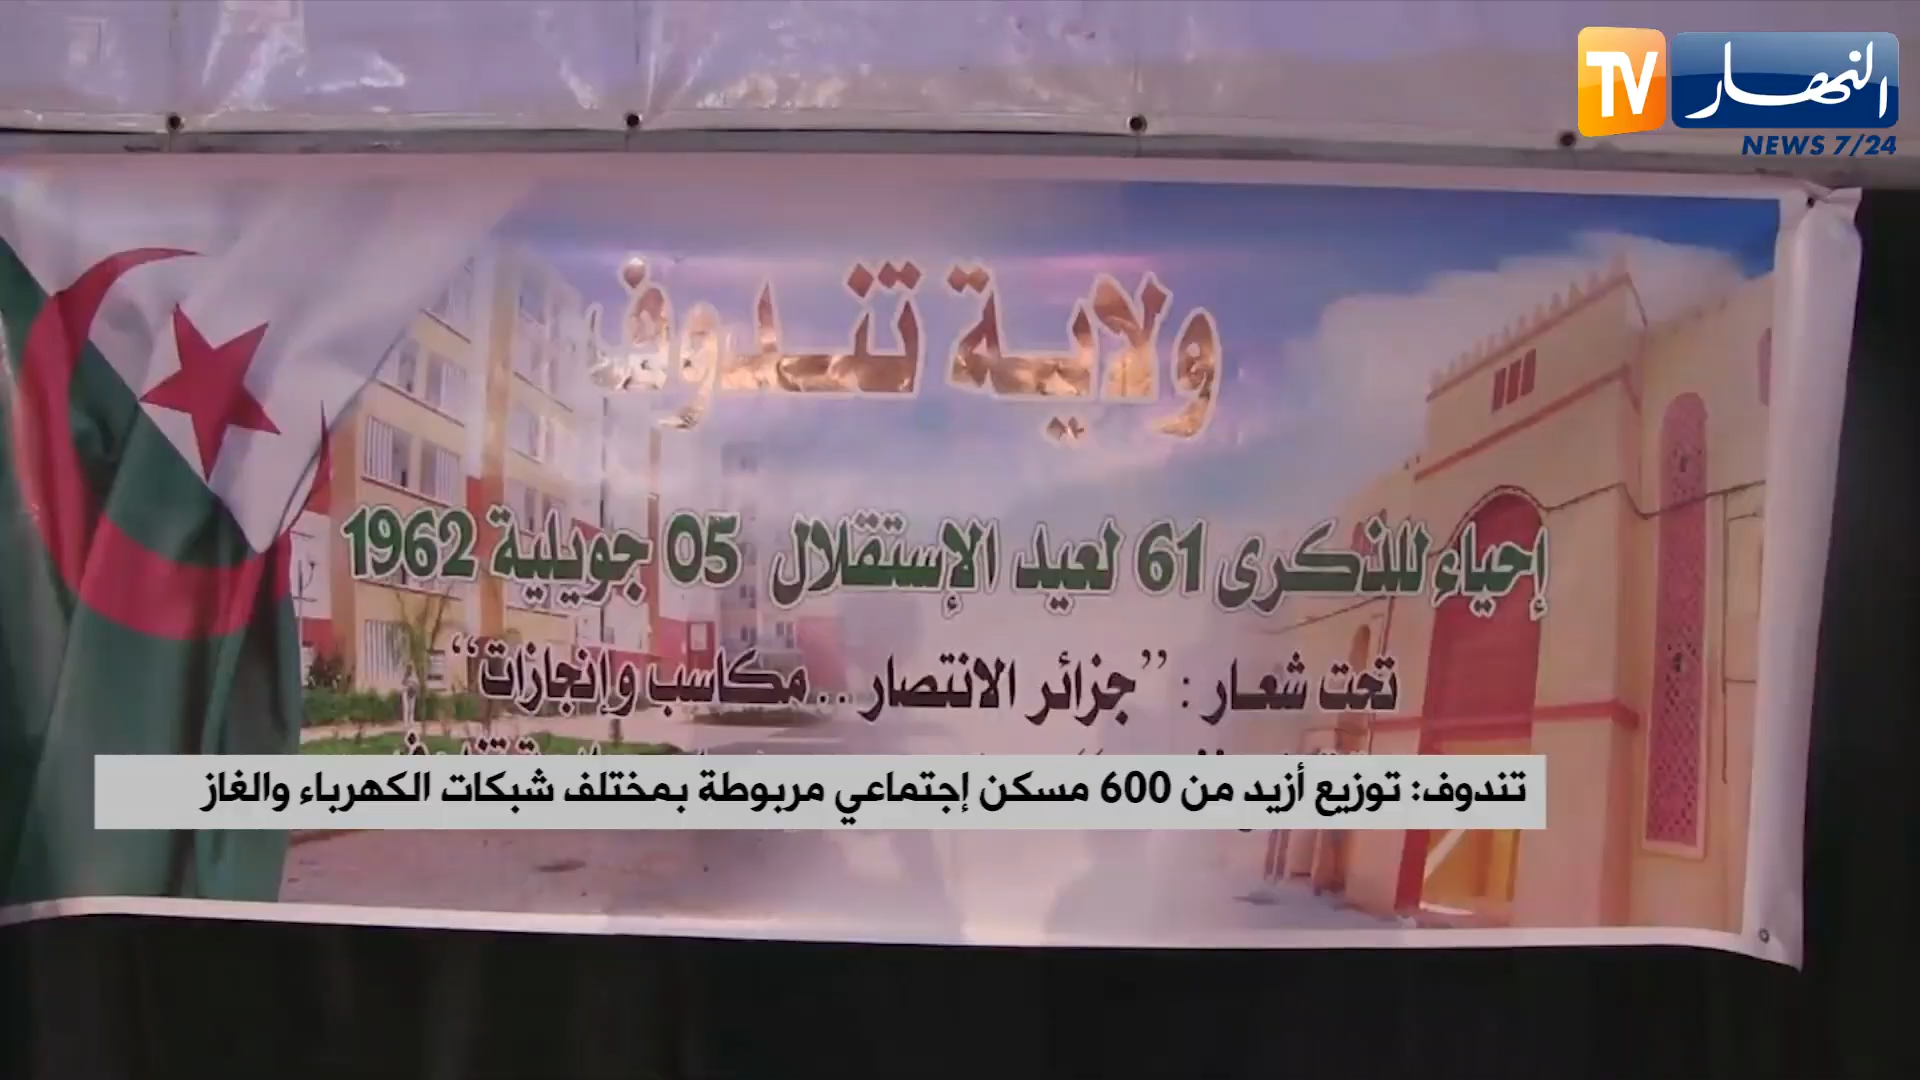 TV النهار
NEWS 7/24
ولاية تندوف
إحياء للذكرى 61 لعيد الإستقلال 05 جويلية 1962
تحت شعار : "جزائر الانتصار... مكاسب وإنجازات"
تندوف: توزيع أزيد من 600 مسكن إجتماعي مربوطة بمختلف شبكات الكهرباء والغاز